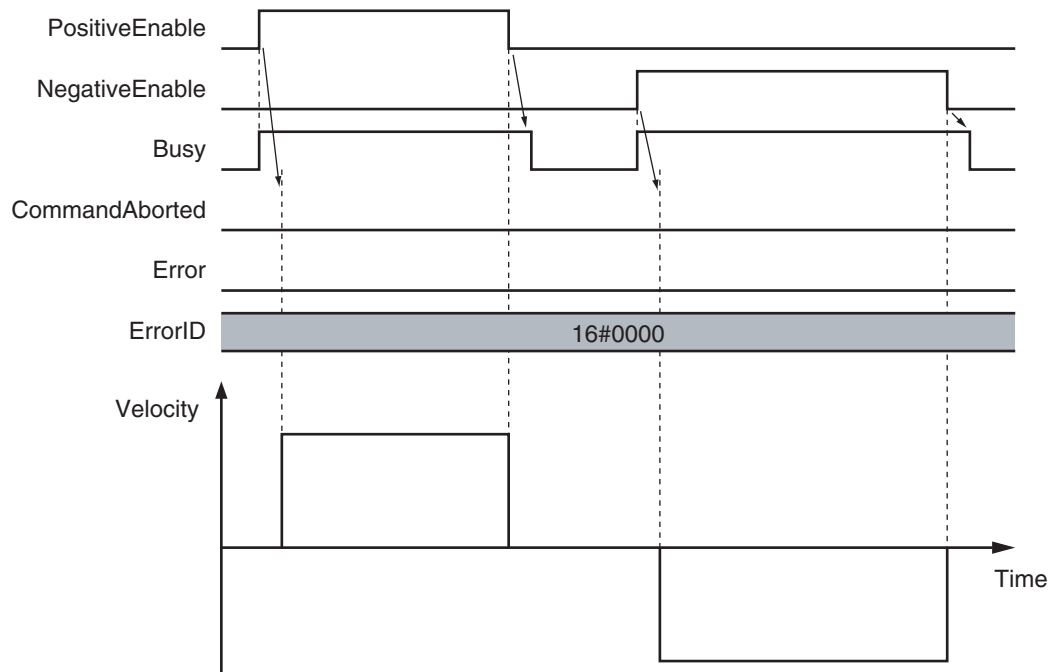 PositiveEnable
NegativeEnable
Busy
CommandAborted
Error
ErrorID
16#0000
Velocity
Time